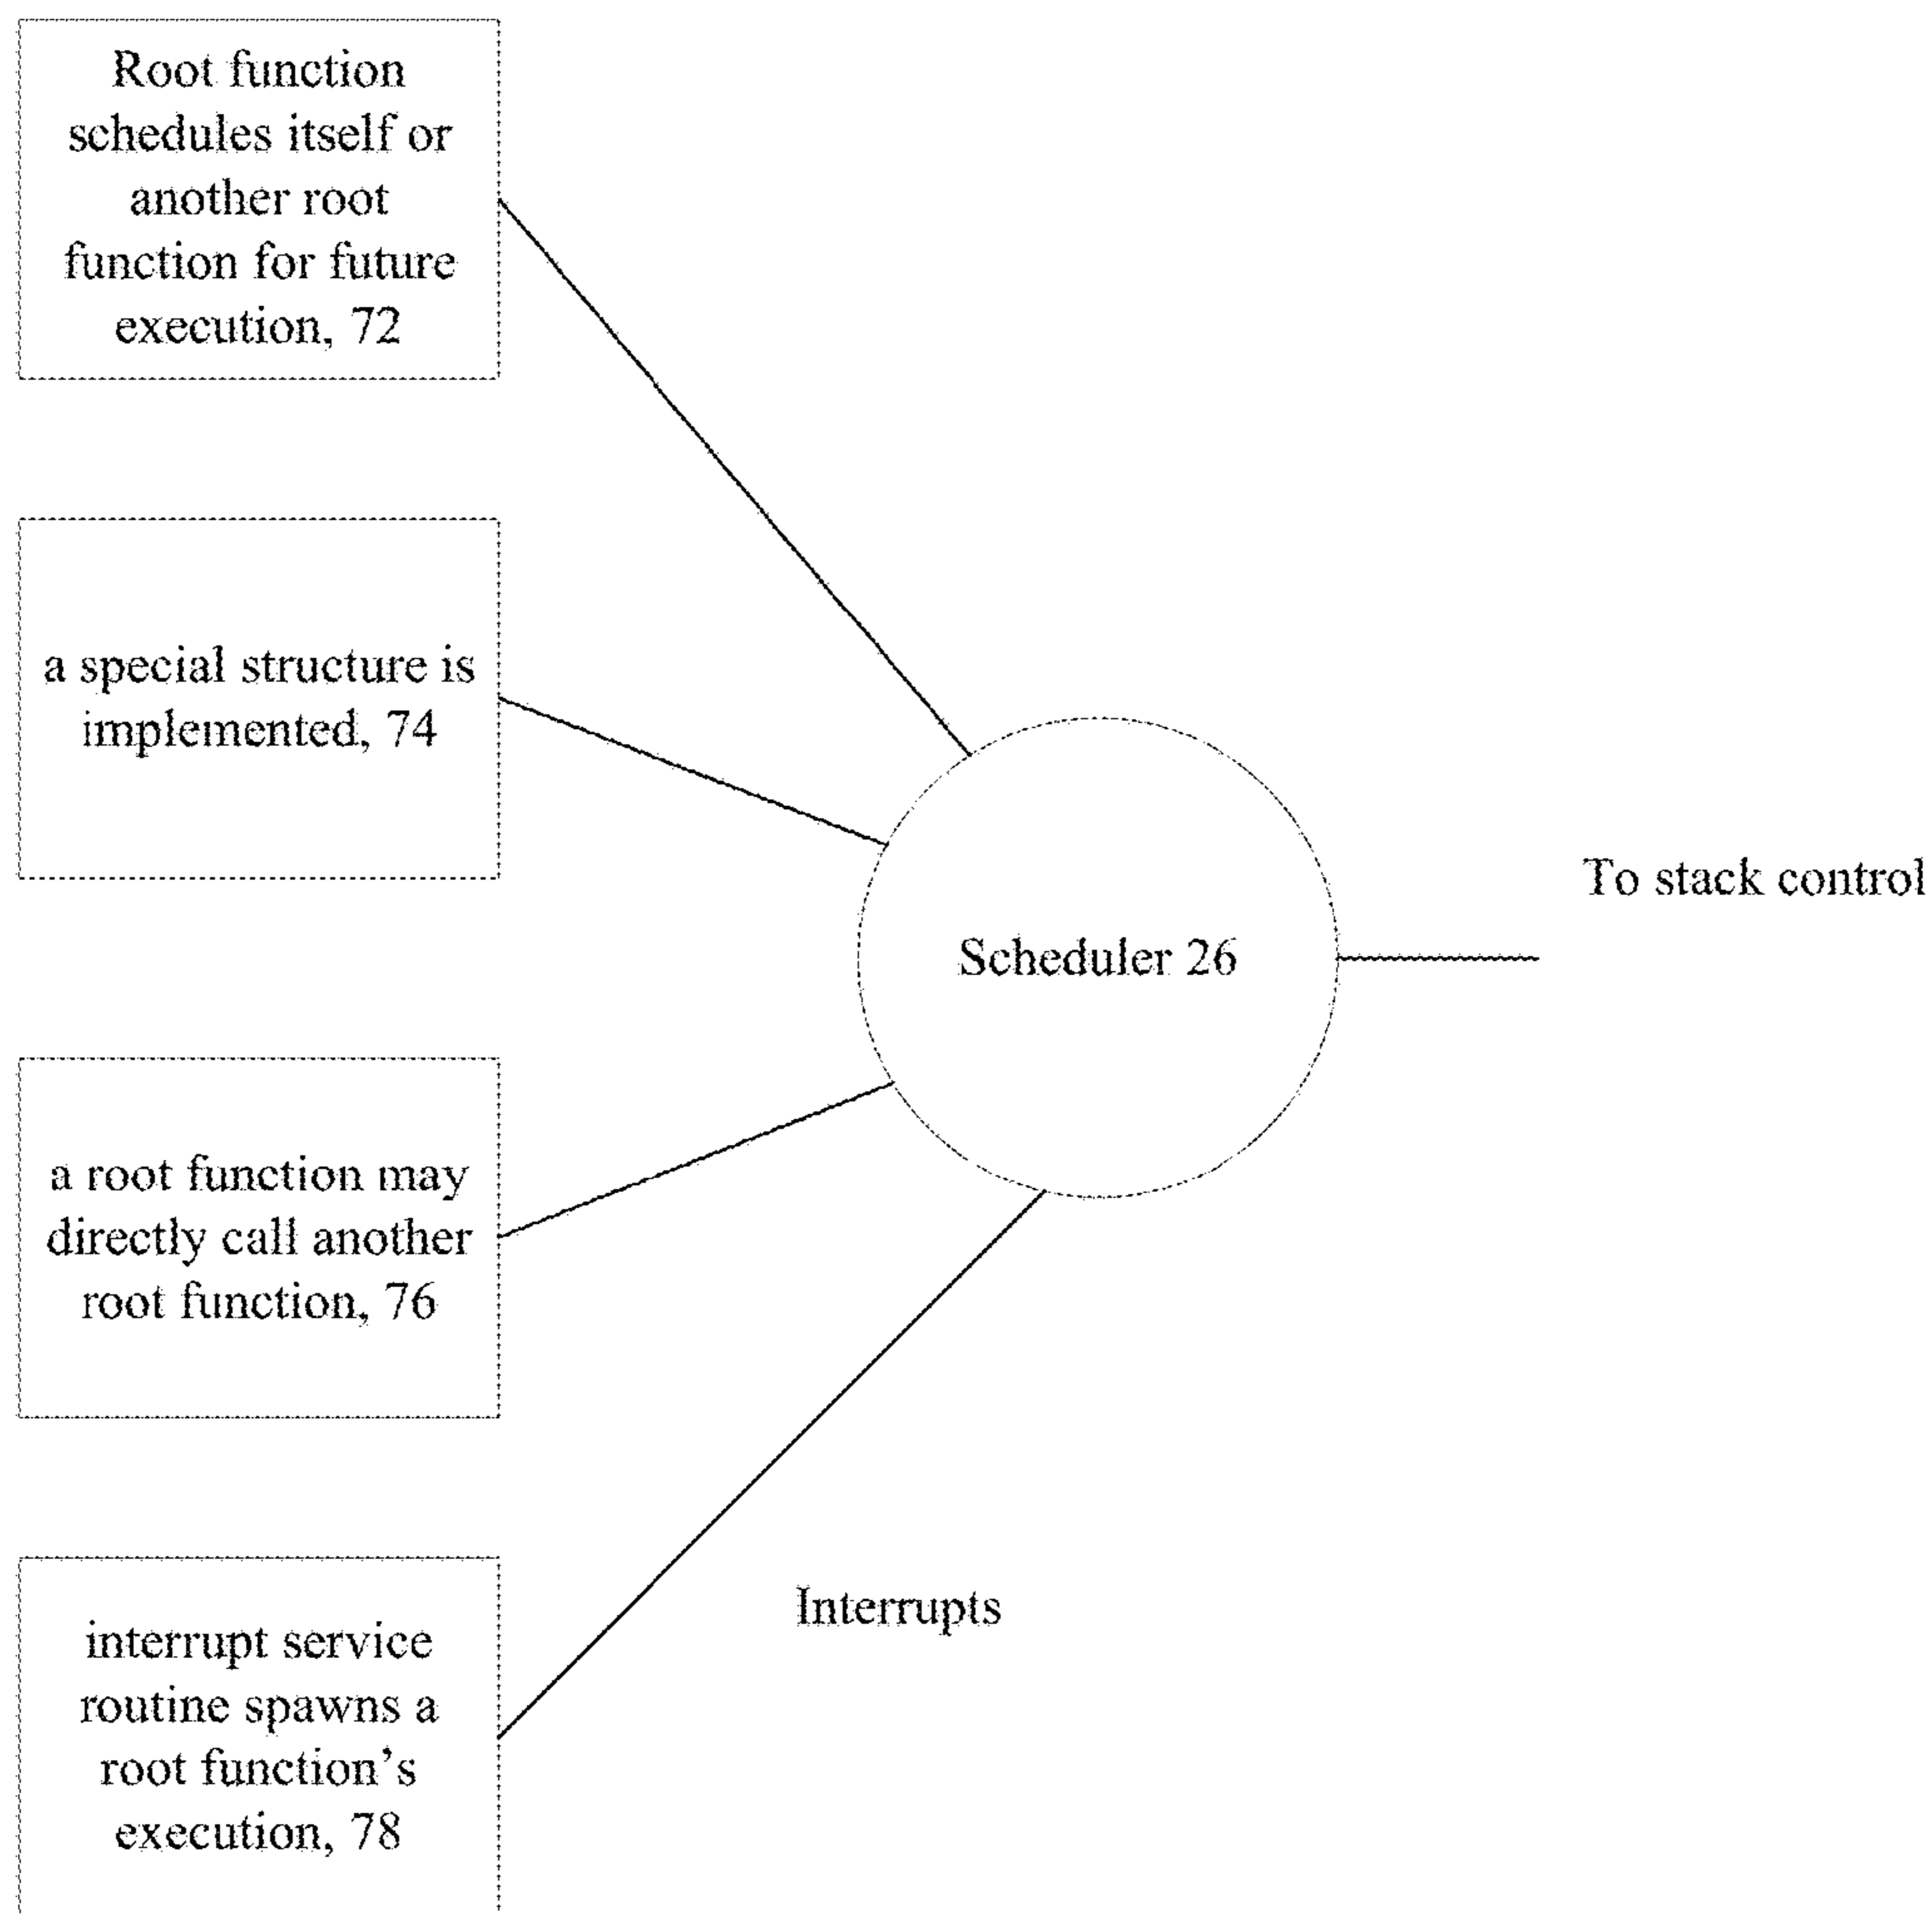 Root function
schedules itself or
another root
function for future
execution, 72
a special structure is
implemented, 74
To stack control
Scheduler 26
a root function may
directly call another
root function, 76
Interrupts
interrupt service
routine spawns a
root function's
execution, 78